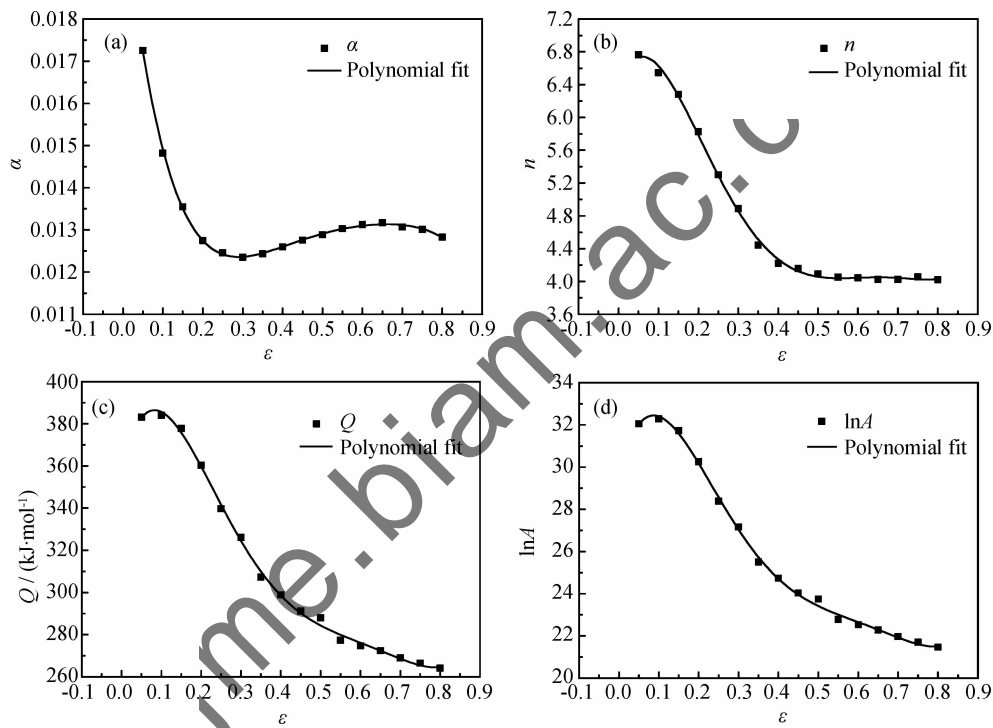 (a)
α
Polynomial fit
0.018
0.017
0.016
0.015
0.014
0.013
0.012
0.011
α
-0.1 0.0 0.1 0.2 0.3 0.4 0.5 0.6 0.7 0.8 0.9
ε
(b)
n
Polynomial fit
7.2
6.8
6.4
6.0
5.6
5.2
4.8
4.4
4.0
3.6
n
-0.1 0.0 0.1 0.2 0.3 0.4 0.5 0.6 0.7 0.8 0.9
ε
(c)
Q
Polynomial fit
400
380
360
340
320
300
280
260
Q / (kJ·mol⁻¹)
-0.1 0.0 0.1 0.2 0.3 0.4 0.5 0.6 0.7 0.8 0.9
ε
(d)
lnA
Polynomial fit
34
32
30
28
26
24
22
20
lnA
-0.1 0.0 0.1 0.2 0.3 0.4 0.5 0.6 0.7 0.8 0.9
ε
me.biam.ac.c